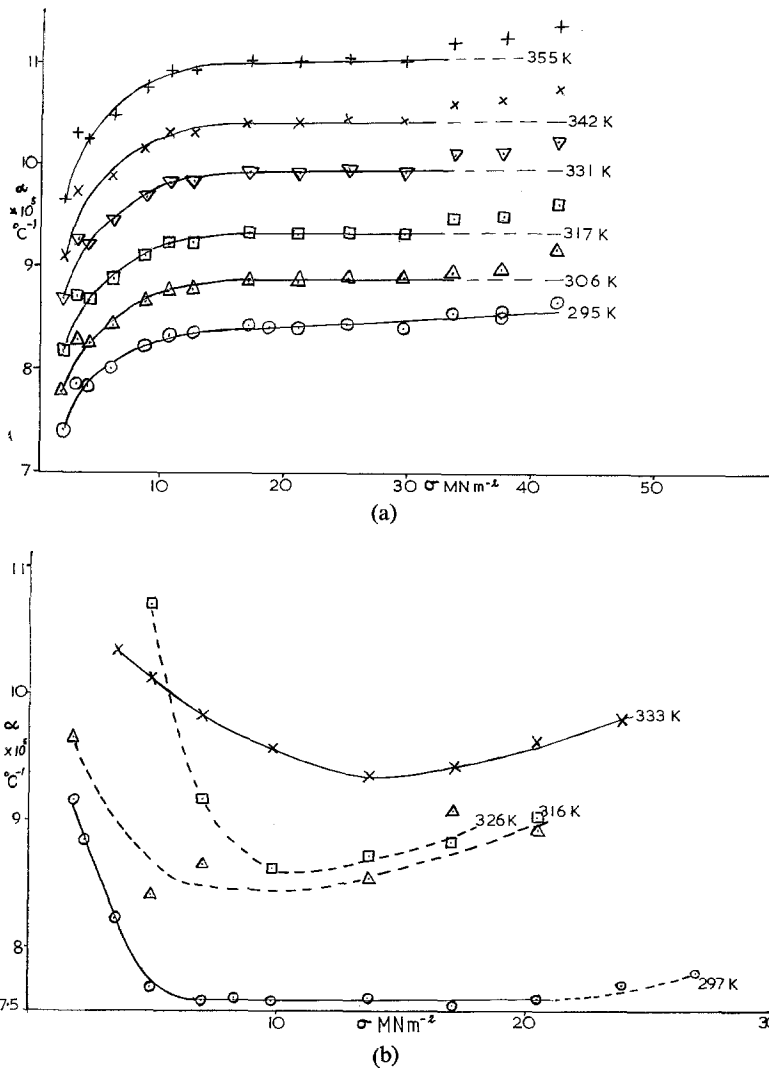 11
355 K
342 K
10
331 K
α
×10⁵
°C⁻¹
317 K
9
306 K
295 K
8
7
10
20
30
σ MN m⁻²
40
50
(a)
11
10
333 K
α
×10⁵
°C⁻¹
9
326 K
316 K
8
297 K
7.5
10
σ MN m⁻²
20
30
(b)